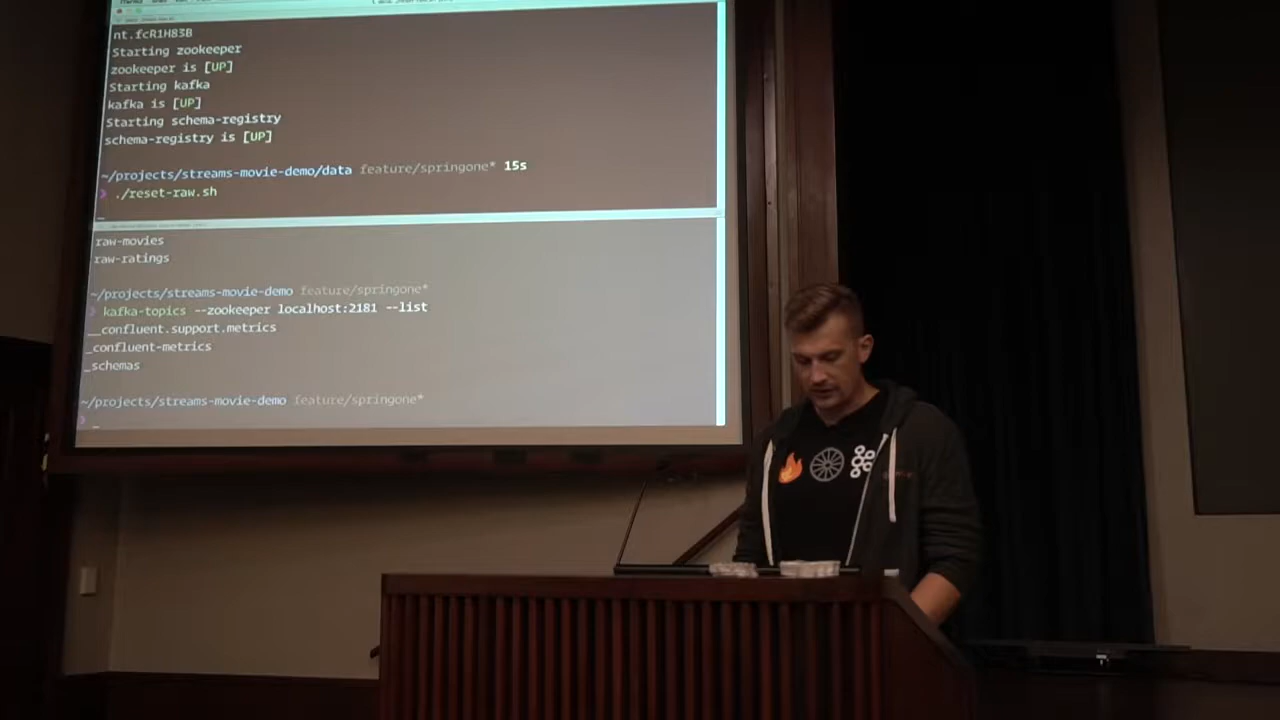 nt.fcR1H83B
Starting zookeeper
zookeeper is [UP]
Starting kafka
kafka is [UP]
Starting schema-registry
schema-registry is [UP]
~/projects/streams-movie-demo/data feature/springone* 15s
❯ ./reset-raw.sh
raw-movies
raw-ratings
~/projects/streams-movie-demo feature/springone*
❯ kafka-topics --zookeeper localhost:2181 --list
__confluent.support.metrics
_confluent-metrics
_schemas
~/projects/streams-movie-demo feature/springone*
❯